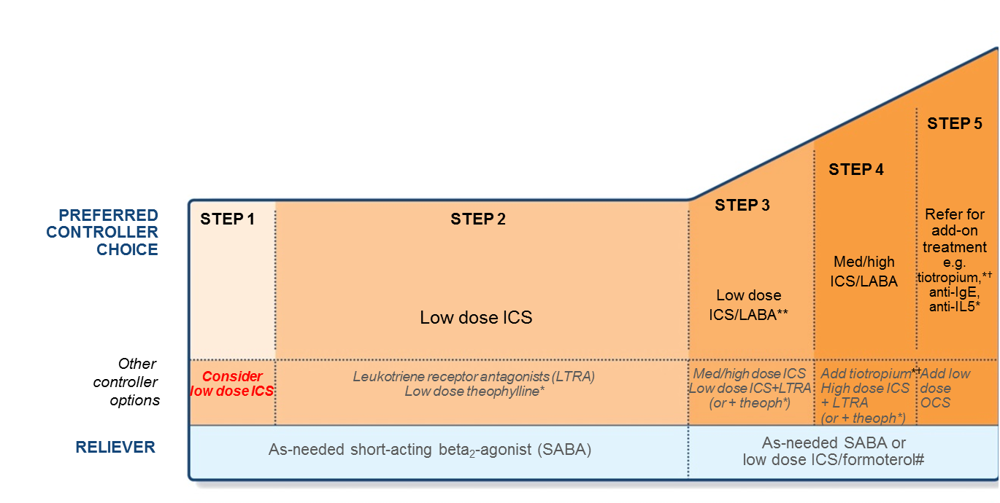 PREFERRED
CONTROLLER
CHOICE
STEP 1
STEP 2
Low dose ICS
STEP 3
Low dose
ICS/LABA**
STEP 4
Med/high
ICS/LABA
STEP 5
Refer for
add-on
treatment
e.g.
tiotropium,*†
anti-IgE,
anti-IL5*
Other
controller
options
Consider
low dose ICS
Leukotriene receptor antagonists (LTRA)
Low dose theophylline*
Med/high dose ICS
Low dose ICS+LTRA
(or + theoph*)
Add tiotropium*†
High dose ICS
+ LTRA
(or + theoph*)
Add low
dose
OCS
RELIEVER
As-needed short-acting beta₂-agonist (SABA)
As-needed SABA or
low dose ICS/formoterol#